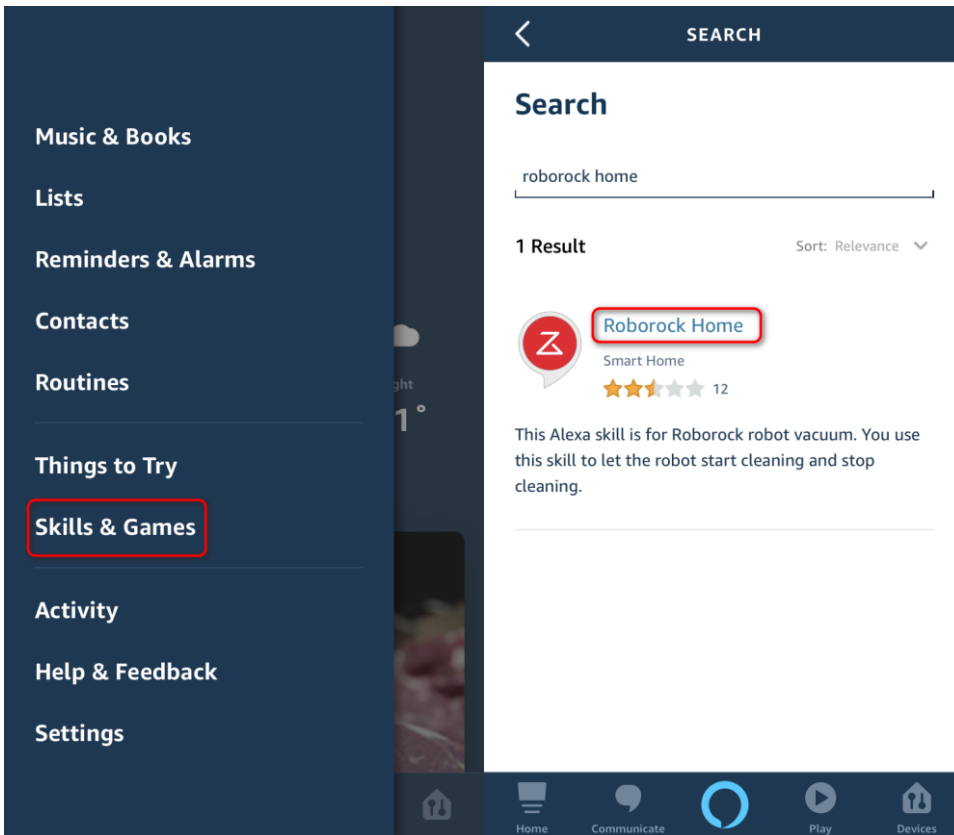 Music & Books
Lists
Reminders & Alarms
Contacts
Routines
Things to Try
Skills & Games
Activity
Help & Feedback
Settings
ght
1°
SEARCH
Search
roborock home
1 Result
Sort: Relevance
Roborock Home
Smart Home
12
This Alexa skill is for Roborock robot vacuum. You use
this skill to let the robot start cleaning and stop
cleaning.
Home
Communicate
Play
Devices